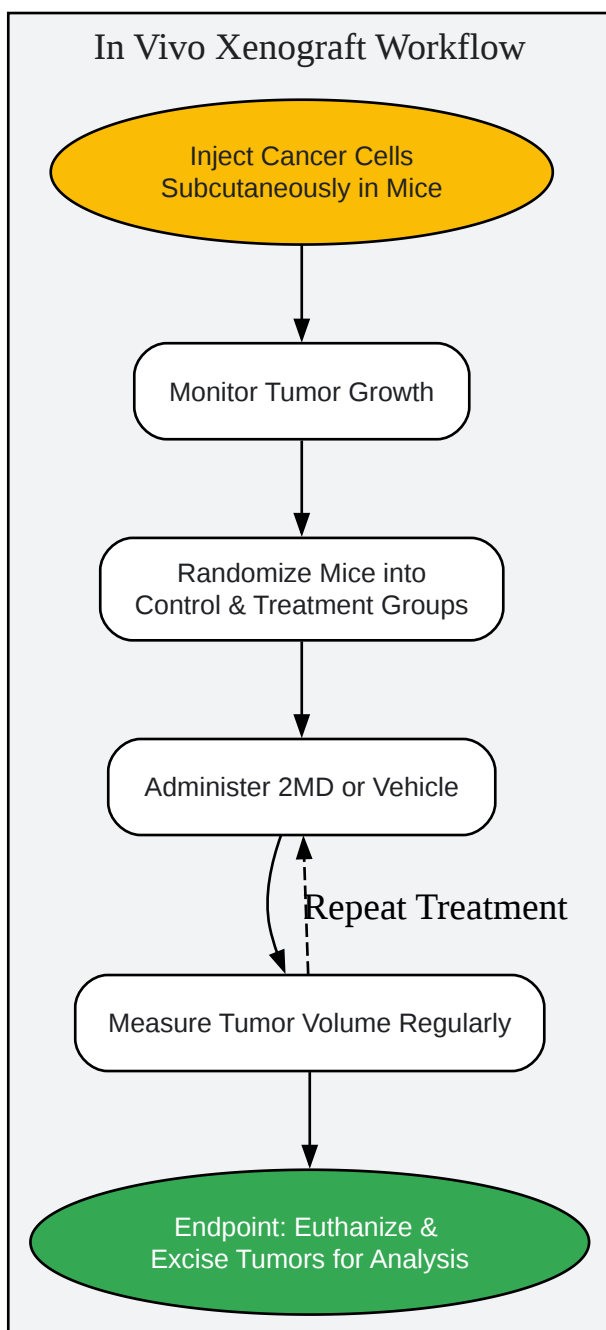 In Vivo Xenograft Workflow
Inject Cancer Cells
Subcutaneously in Mice
Monitor Tumor Growth
Randomize Mice into
Control & Treatment Groups
Administer 2MD or Vehicle
Repeat Treatment
Measure Tumor Volume Regularly
Endpoint: Euthanize &
Excise Tumors for Analysis